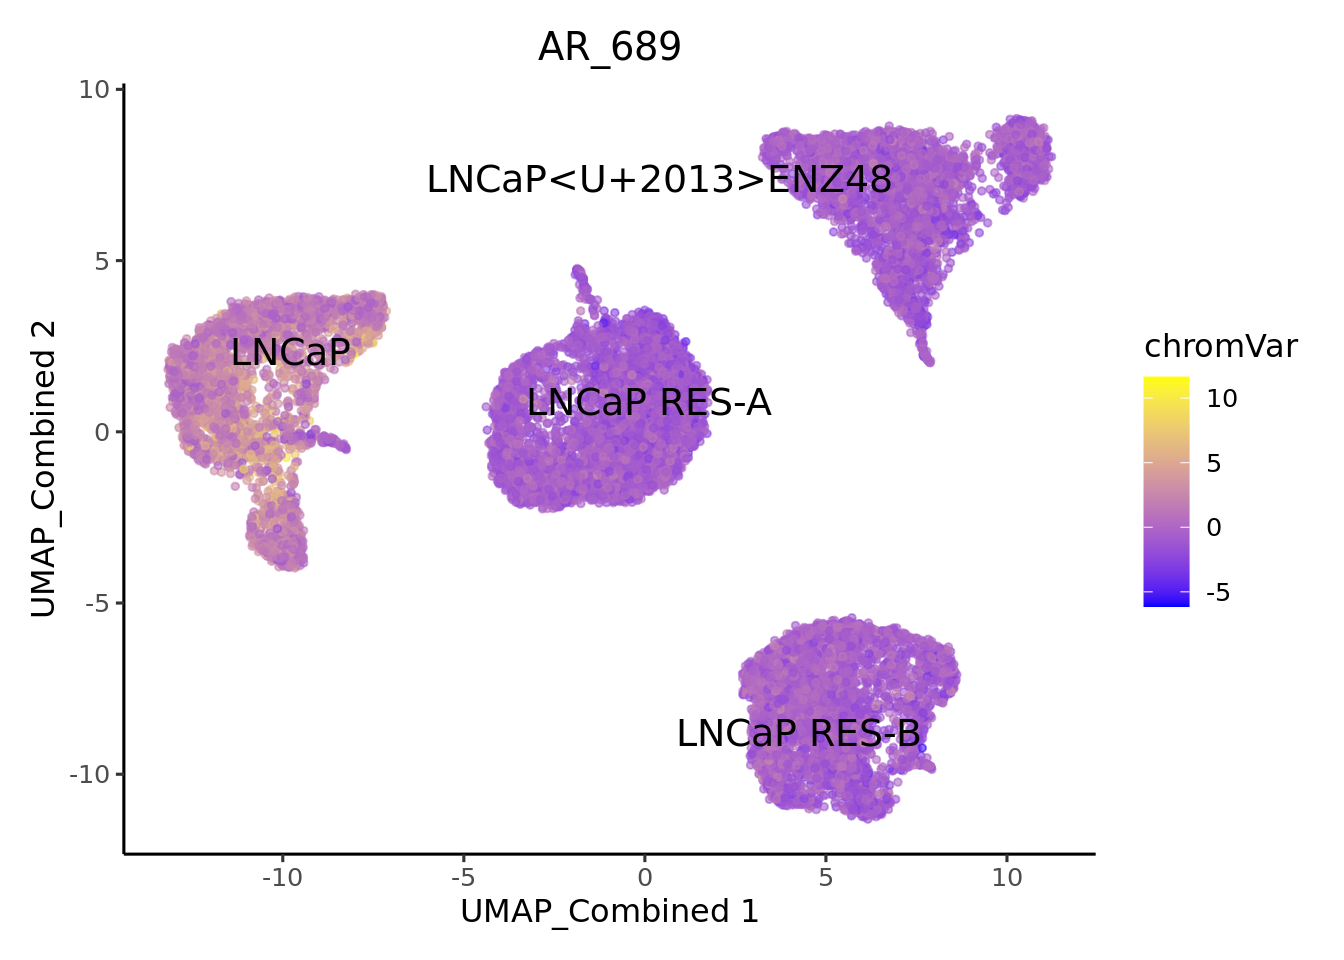 AR_689
10
5
0
-5
-10
UMAP_Combined 2
LNCaP<U+2013>ENZ48
LNCaP
LNCaP RES-A
LNCaP RES-B
-10
-5
0
5
10
UMAP_Combined 1
chromVar
10
5
0
-5